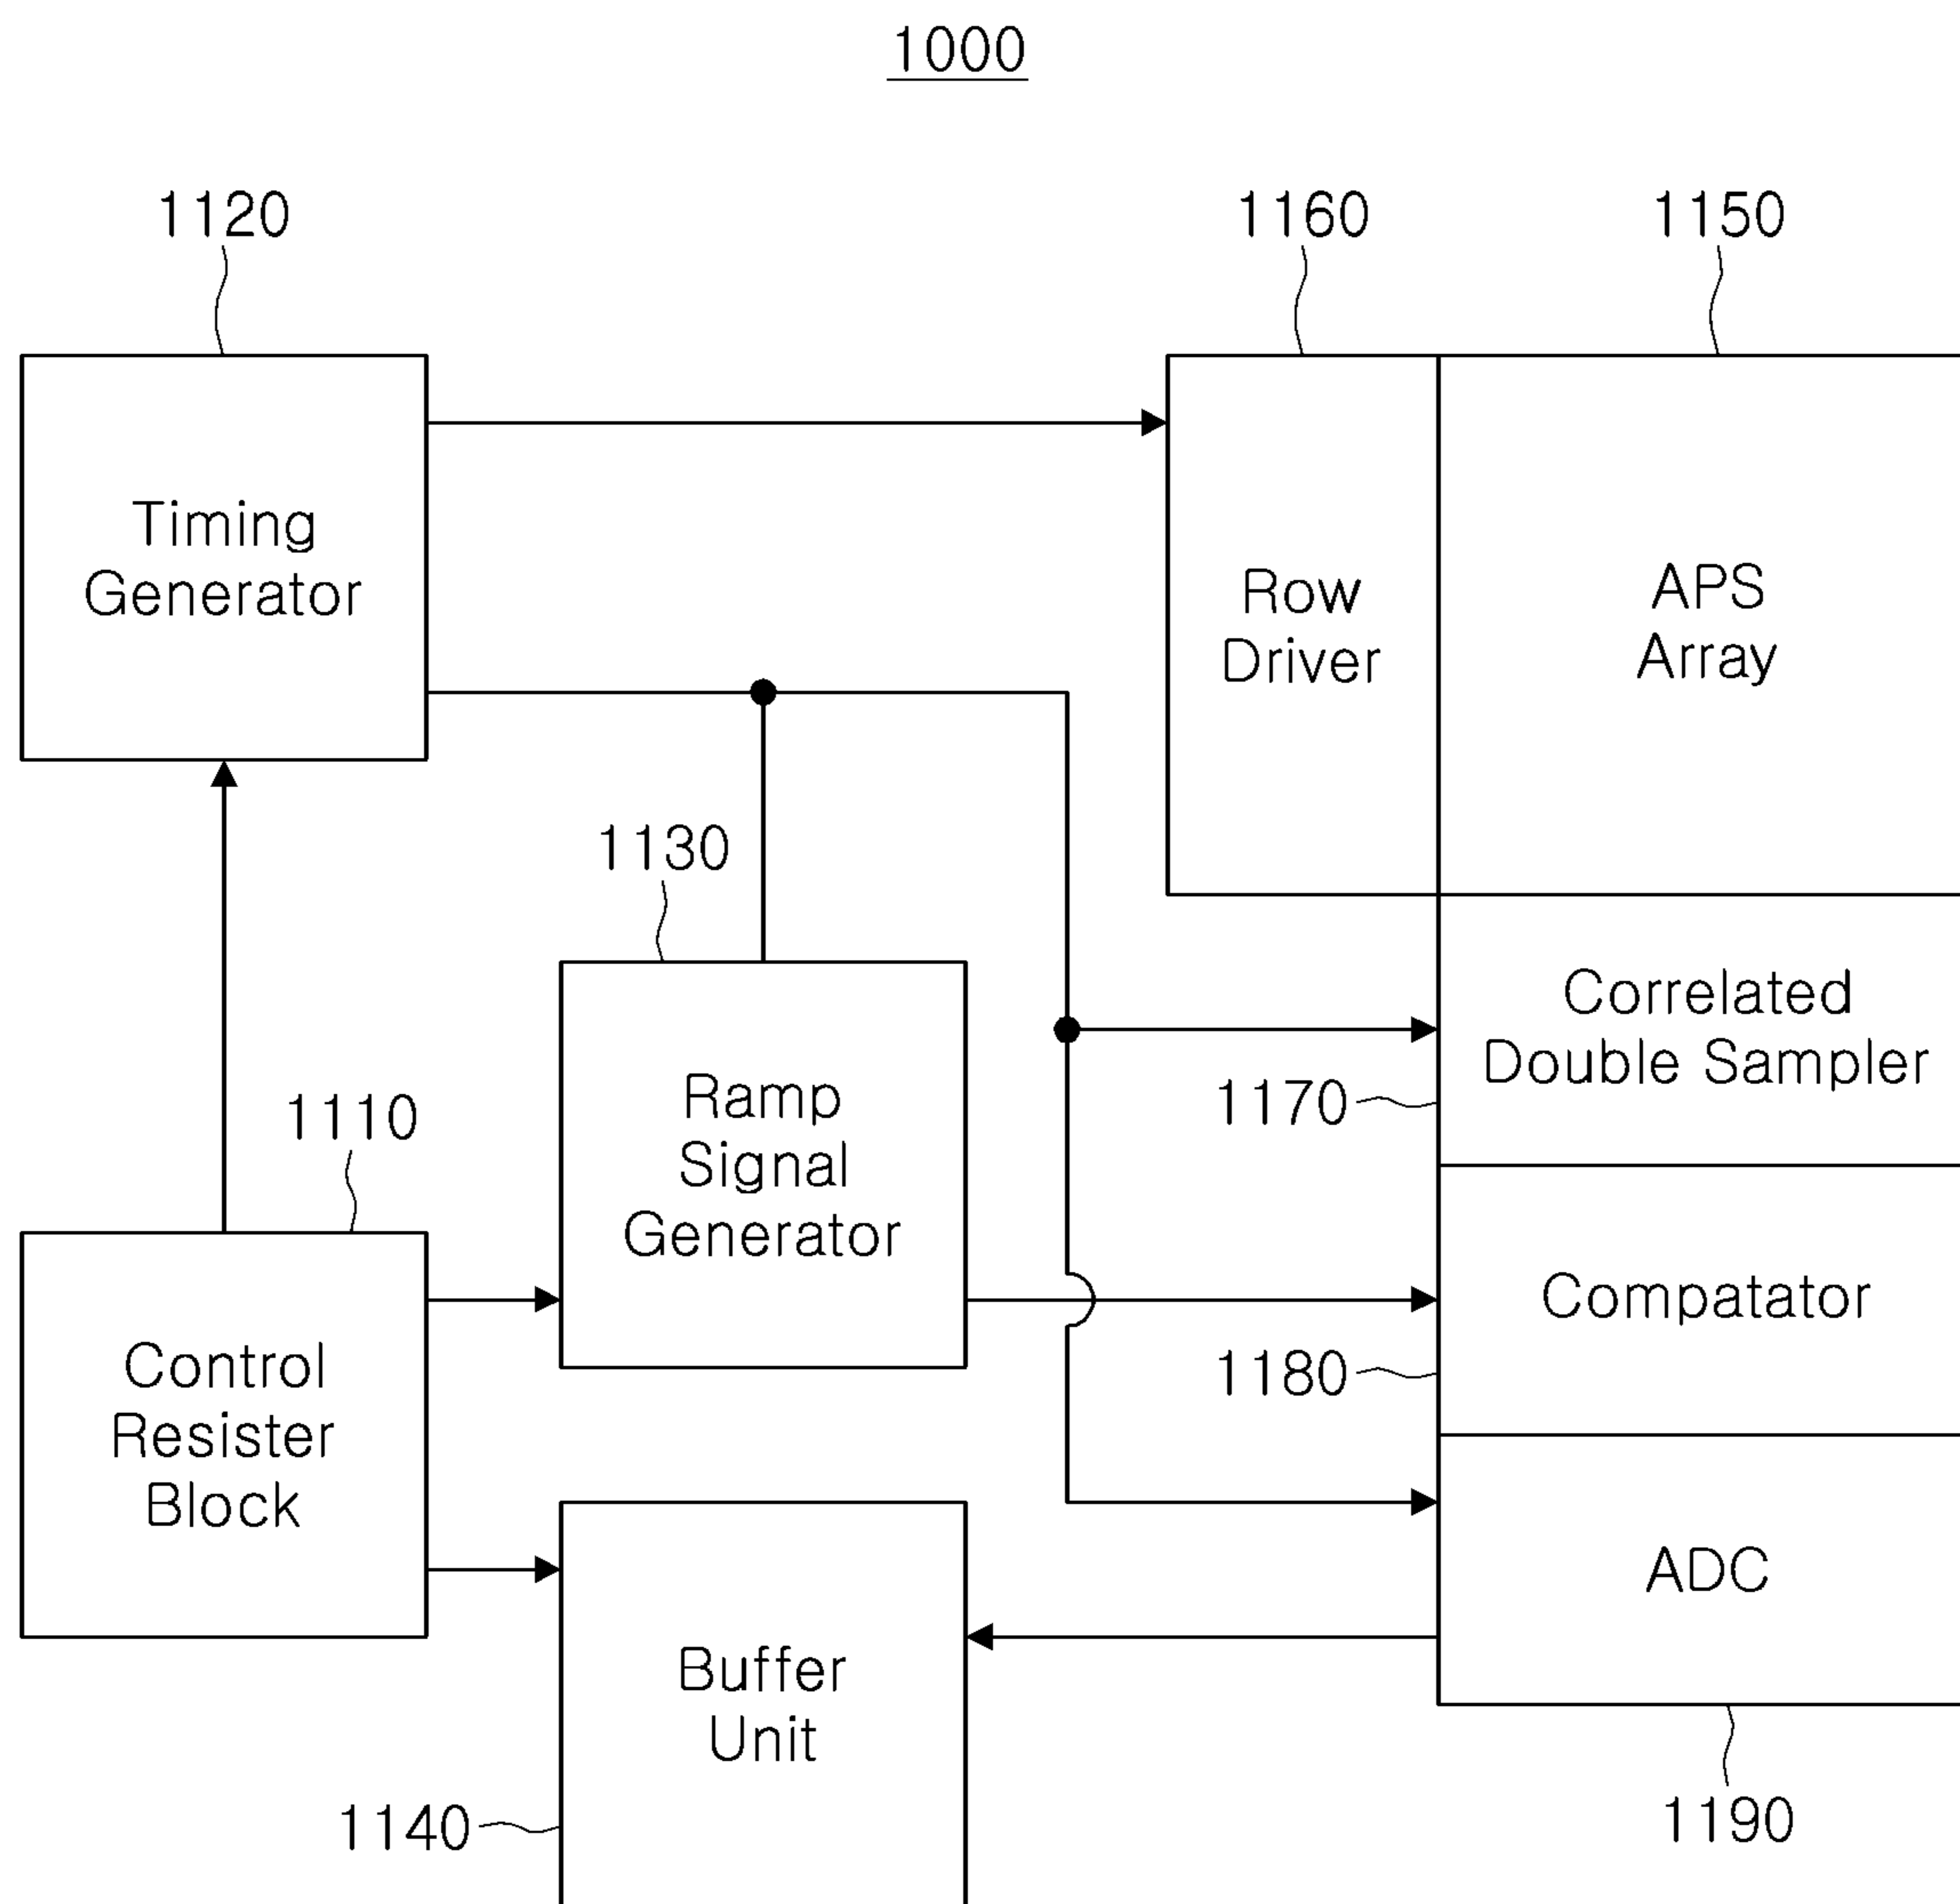 1000
1120
1160
1150
Timing
Generator
Row
Driver
APS
Array
1130
Correlated
Double Sampler
1170
1110
Ramp
Signal
Generator
Compatator
1180
Control
Resister
Block
ADC
Buffer
Unit
1140
1190